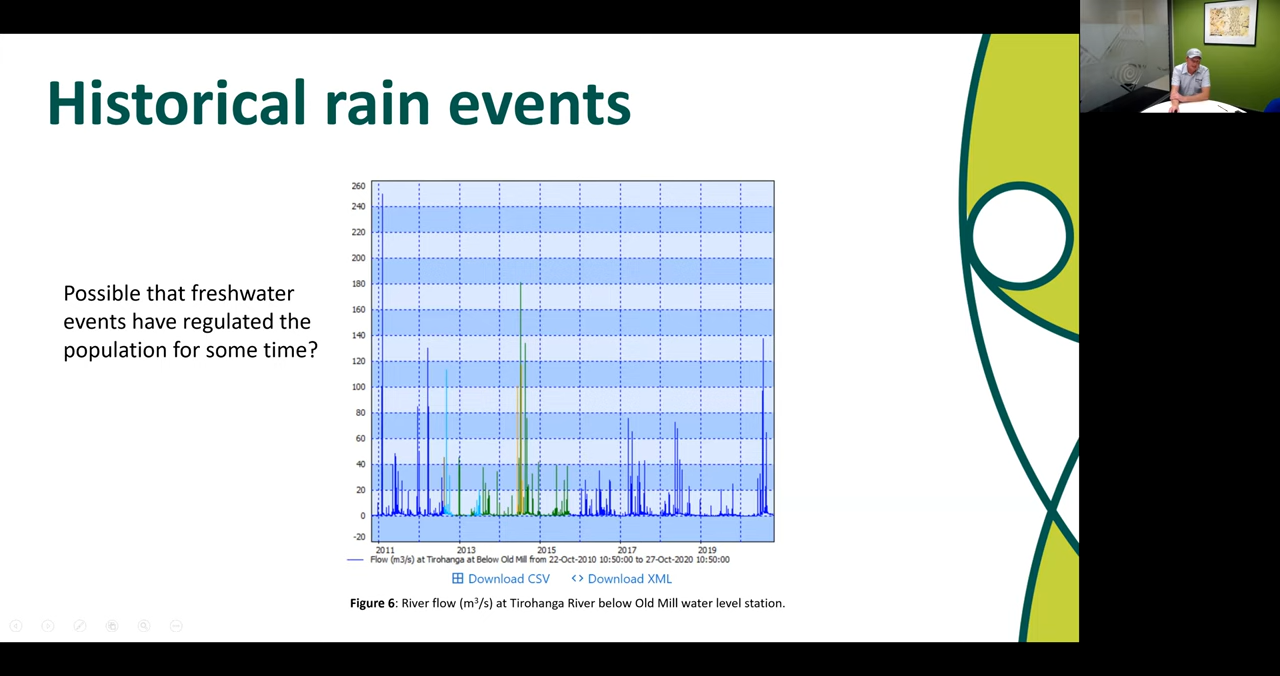 Historical rain events
Possible that freshwater
events have regulated the
population for some time?
260
240
220
200
180
160
140
120
100
80
60
40
20
0
-20
2011 2013 2015 2017 2019
Flow (m3/s) at Tirohanga at Below Old Mill from 22-Oct-2010 10:50:00 to 27-Oct-2020 10:50:00
Download CSV Download XML
Figure 6: River flow (m³/s) at Tirohanga River below Old Mill water level station.